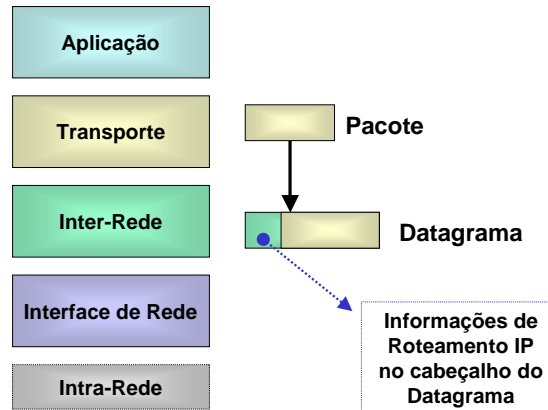 Aplicação
Transporte
Pacote
Inter-Rede
Datagrama
Interface de Rede
Informações de
Roteamento IP
no cabeçalho do
Datagrama
Intra-Rede